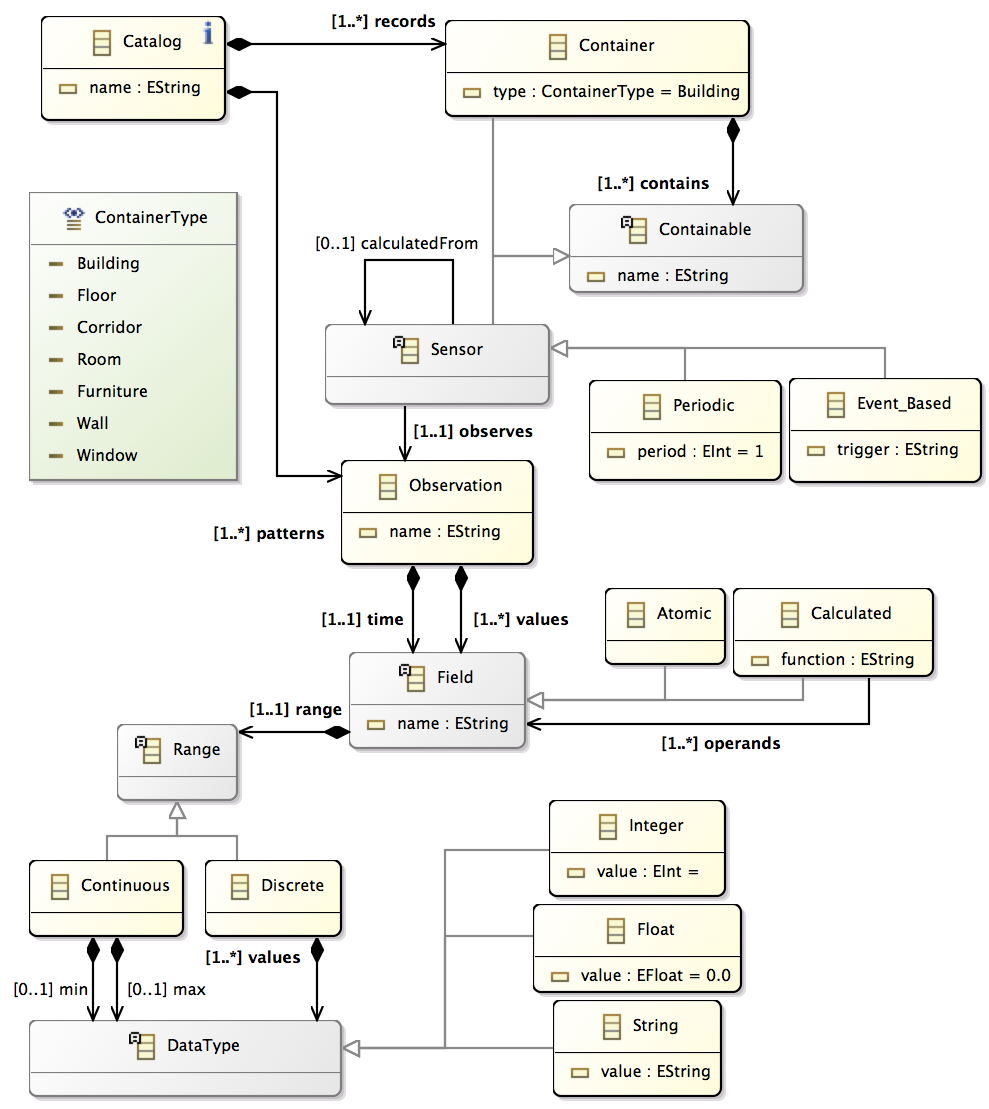 [1..*] records
Catalog
name : EString
Container
type : ContainerType = Building
[1..*] contains
ContainerType
Building
Floor
Corridor
Room
Furniture
Wall
Window
Containable
name : EString
[0..1] calculatedFrom
Sensor
Periodic
period : EInt = 1
Event_Based
trigger : EString
[1..1] observes
Observation
name : EString
[1..*] patterns
[1..1] time
[1..*] values
Atomic
Calculated
function : EString
Field
name : EString
[1..1] range
[1..*] operands
Range
Continuous
Discrete
[1..*] values
[0..1] min
[0..1] max
Integer
value : EInt =
Float
value : EFloat = 0.0
String
value : EString
DataType